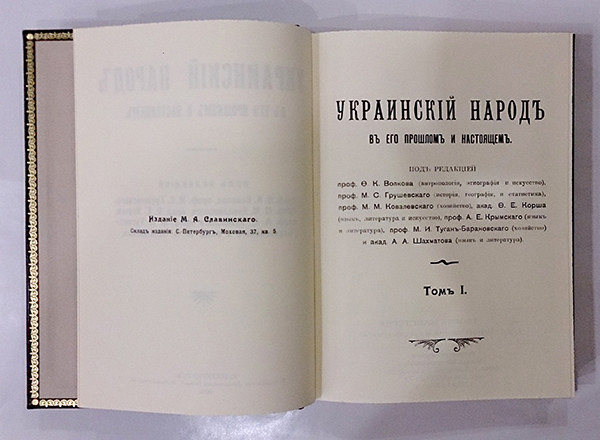 Изданіе М. А. Славинскаго.
Складъ изданія: С.-Петербургъ, Моховая, 37, кв. 5.
УКРАИНСКІЙ НАРОДЪ
ВЪ ЕГО ПРОШЛОМЪ И НАСТОЯЩЕМЪ.
ПОДЪ РЕДАКЦІЕЙ
проф. Ѳ. К. Волкова (антропологія, этнографія и искусство),
проф. М. С. Грушевскаго (исторія, географія, и статистика),
проф. М. М. Ковалевскаго (хозяйство), акад. Ѳ. Е. Корша
(языкъ, литература и искусство), проф. А. Е. Крымскаго (языкъ
и литература), проф. М. И. Туганъ-Барановскаго (хозяйство)
и акад. А. А. Шахматова (языкъ и литература).
Томъ I.